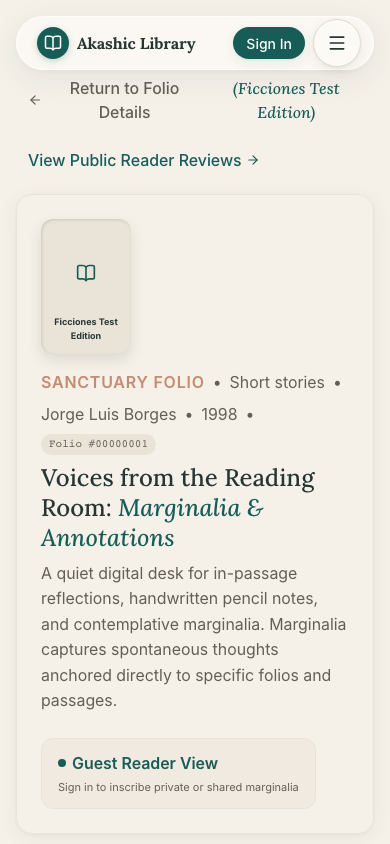 Akashic Library
Sign In
Return to Folio
Details
(Ficciones Test
Edition)
View Public Reader Reviews
Ficciones Test
Edition
SANCTUARY FOLIO • Short stories •
Jorge Luis Borges • 1998 •
Folio #00000001
Voices from the Reading
Room: Marginalia &
Annotations
A quiet digital desk for in-passage
reflections, handwritten pencil notes,
and contemplative marginalia. Marginalia
captures spontaneous thoughts
anchored directly to specific folios and
passages.
Guest Reader View
Sign in to inscribe private or shared marginalia